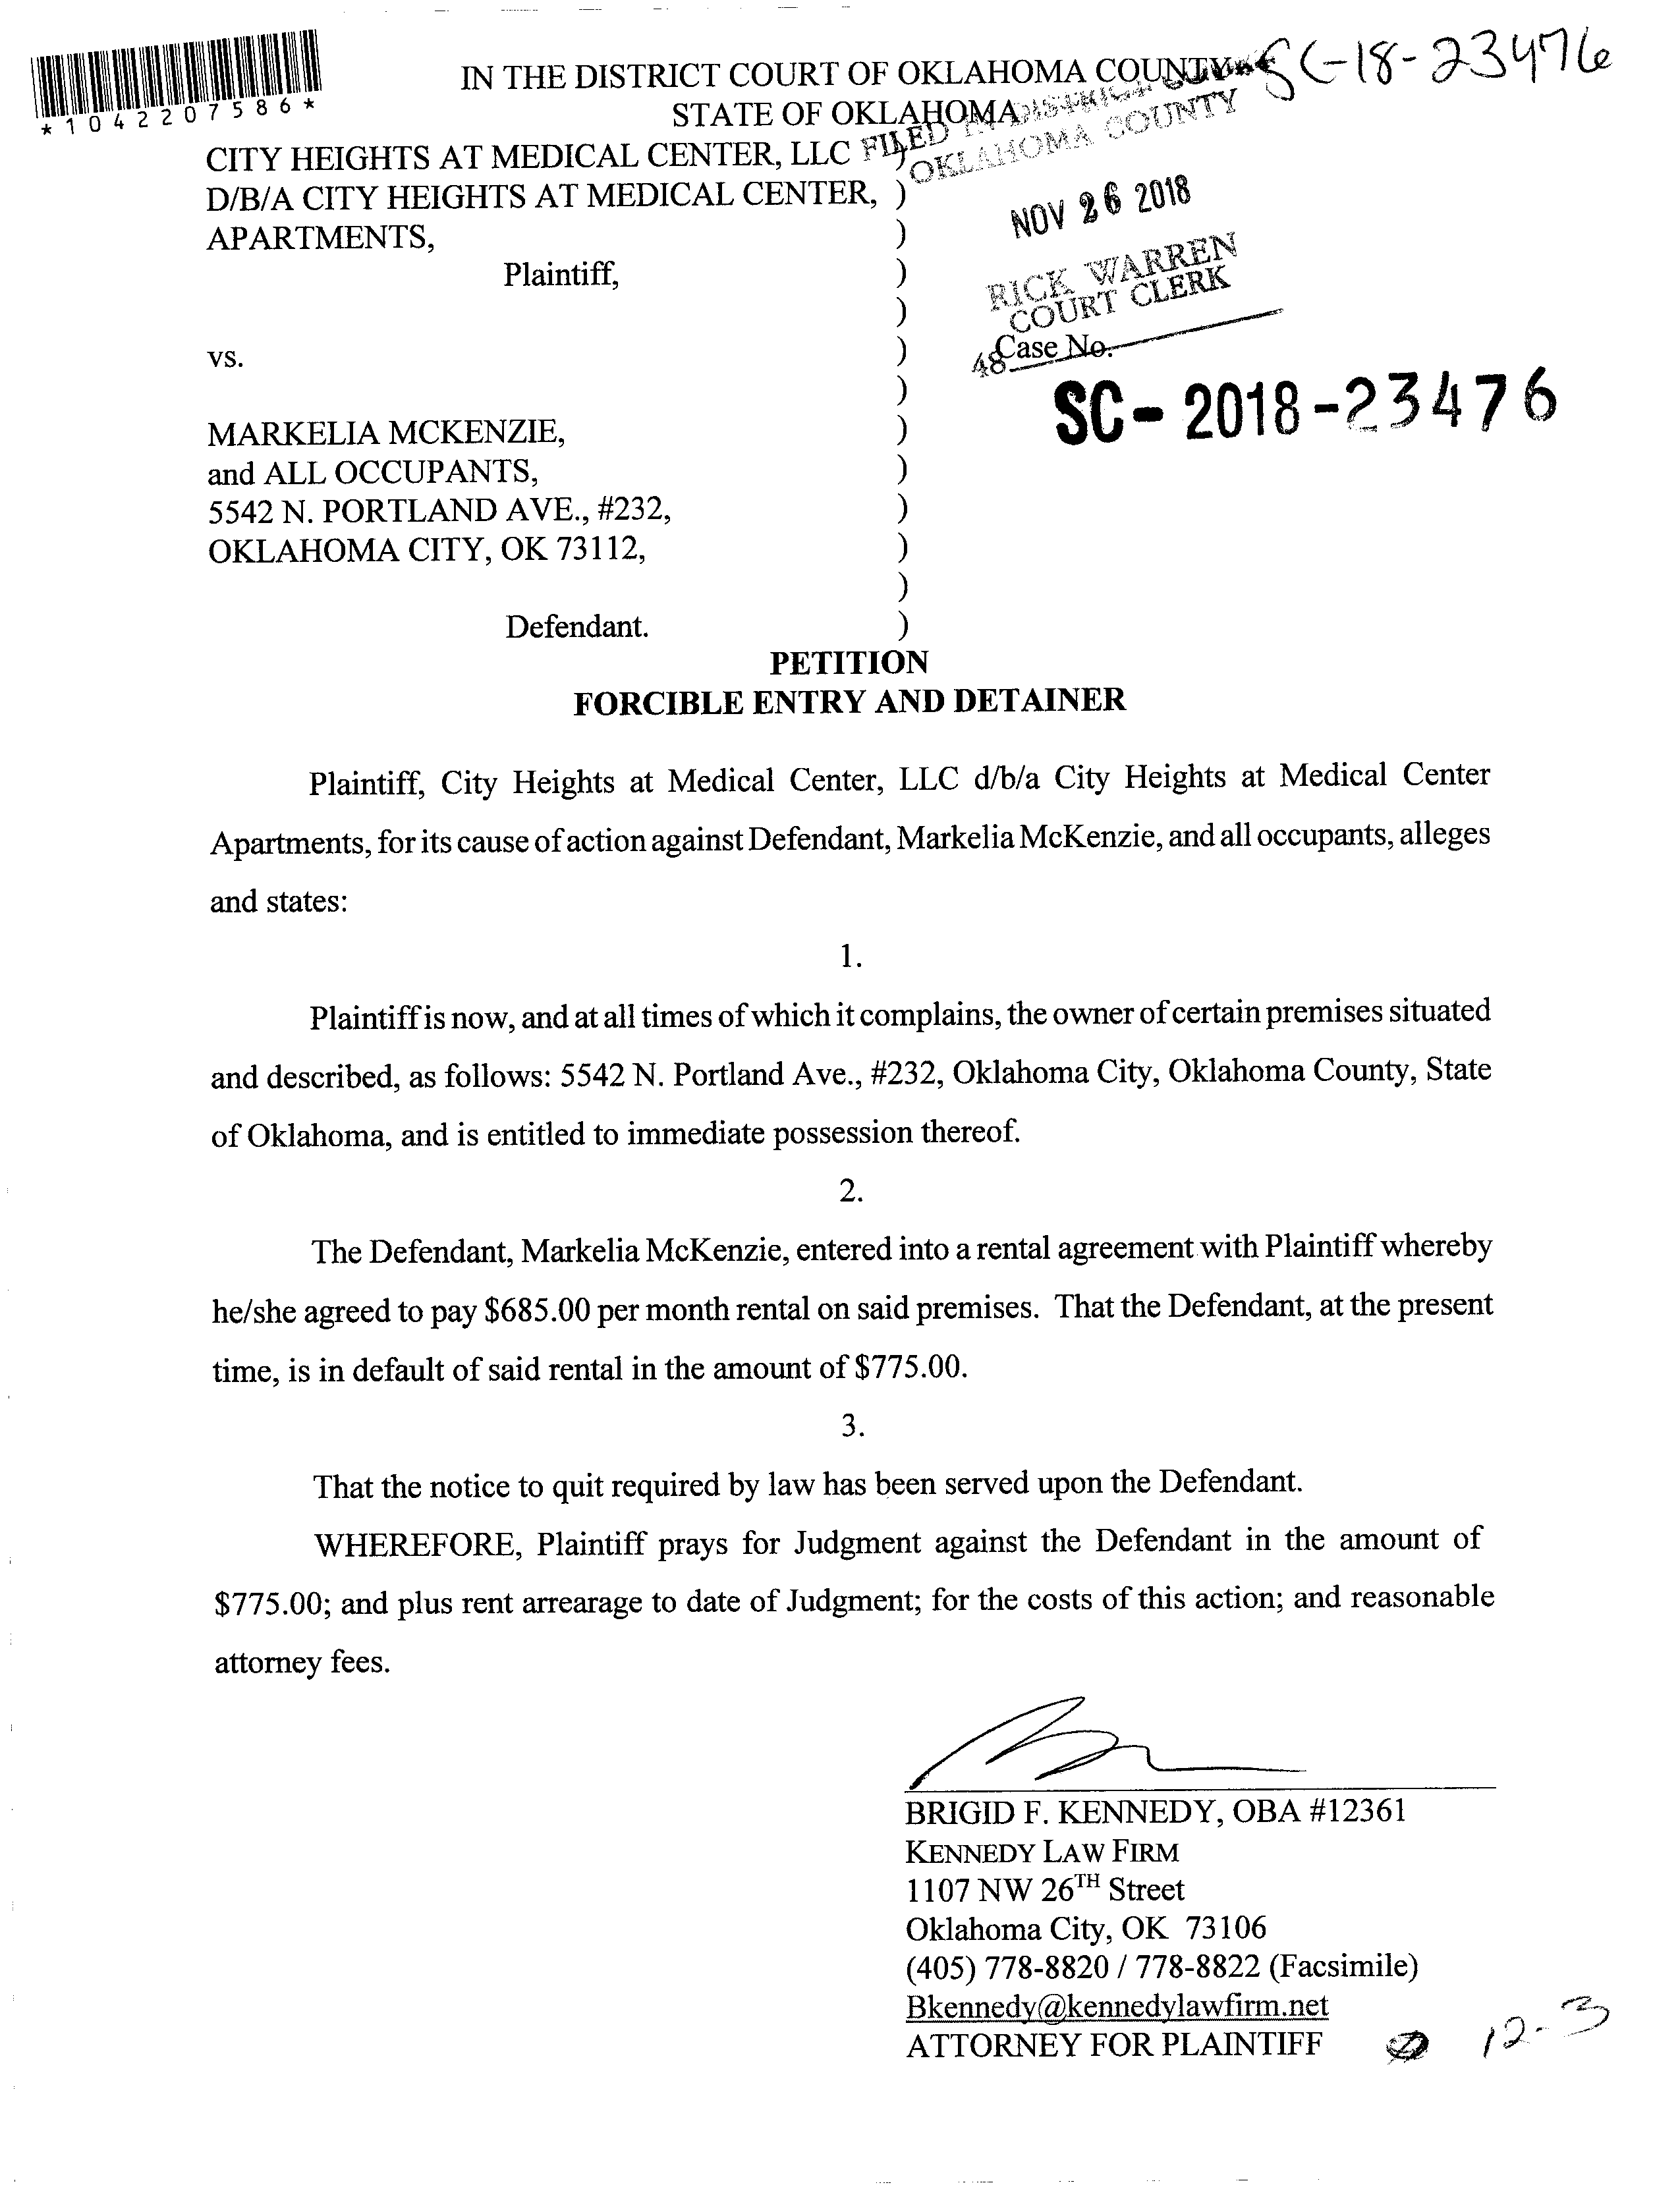 SC-18-23476
*1042207586*
IN THE DISTRICT COURT OF OKLAHOMA COUNTY
STATE OF OKLAHOMA
FILED IN DISTRICT COURT
OKLAHOMA COUNTY
CITY HEIGHTS AT MEDICAL CENTER, LLC )
D/B/A CITY HEIGHTS AT MEDICAL CENTER, )
APARTMENTS, )
NOV 26 2018
Plaintiff, )
RICK WARREN
COURT CLERK
)
vs. )
48 Case No.
)
SC-2018-23476
MARKELIA MCKENZIE, )
and ALL OCCUPANTS, )
5542 N. PORTLAND AVE., #232, )
OKLAHOMA CITY, OK 73112, )
)
Defendant. )
PETITION
FORCIBLE ENTRY AND DETAINER
Plaintiff, City Heights at Medical Center, LLC d/b/a City Heights at Medical Center
Apartments, for its cause of action against Defendant, Markelia McKenzie, and all occupants, alleges
and states:
1.
Plaintiff is now, and at all times of which it complains, the owner of certain premises situated
and described, as follows: 5542 N. Portland Ave., #232, Oklahoma City, Oklahoma County, State
of Oklahoma, and is entitled to immediate possession thereof.
2.
The Defendant, Markelia McKenzie, entered into a rental agreement with Plaintiff whereby
he/she agreed to pay $685.00 per month rental on said premises. That the Defendant, at the present
time, is in default of said rental in the amount of $775.00.
3.
That the notice to quit required by law has been served upon the Defendant.
WHEREFORE, Plaintiff prays for Judgment against the Defendant in the amount of
$775.00; and plus rent arrearage to date of Judgment; for the costs of this action; and reasonable
attorney fees.
BRIGID F. KENNEDY, OBA #12361
KENNEDY LAW FIRM
1107 NW 26TH Street
Oklahoma City, OK 73106
(405) 778-8820 / 778-8822 (Facsimile)
Bkennedy@kennedylawfirm.net
ATTORNEY FOR PLAINTIFF
12-3